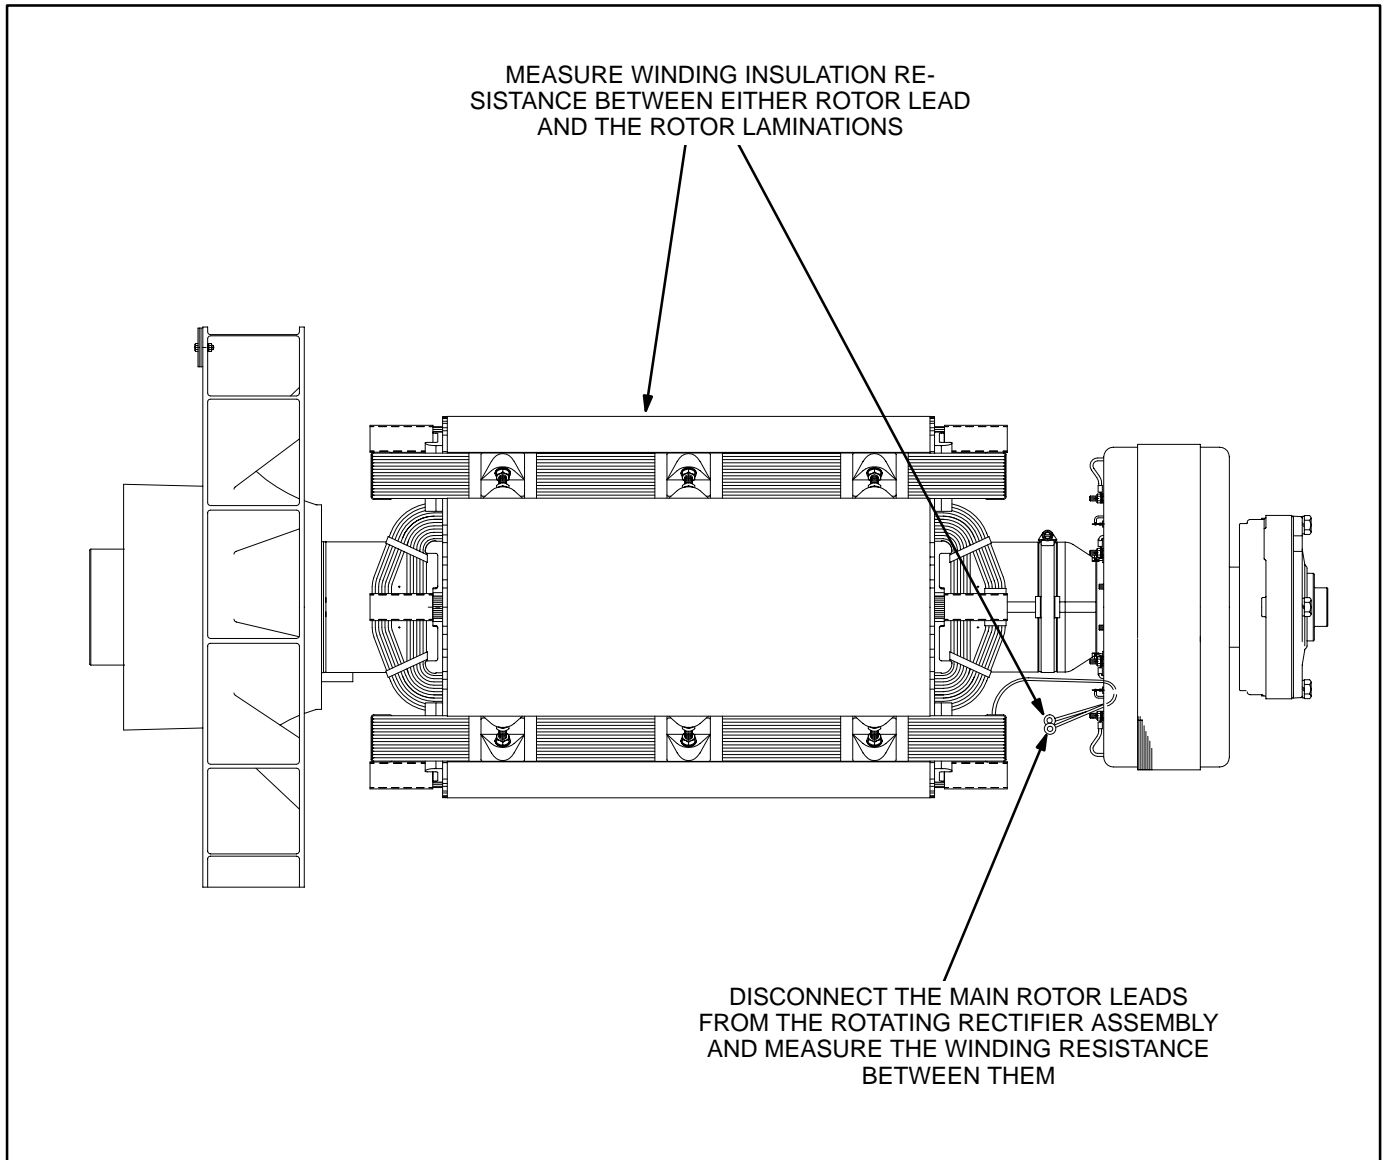 MEASURE WINDING INSULATION RE-
SISTANCE BETWEEN EITHER ROTOR LEAD
AND THE ROTOR LAMINATIONS
DISCONNECT THE MAIN ROTOR LEADS
FROM THE ROTATING RECTIFIER ASSEMBLY
AND MEASURE THE WINDING RESISTANCE
BETWEEN THEM